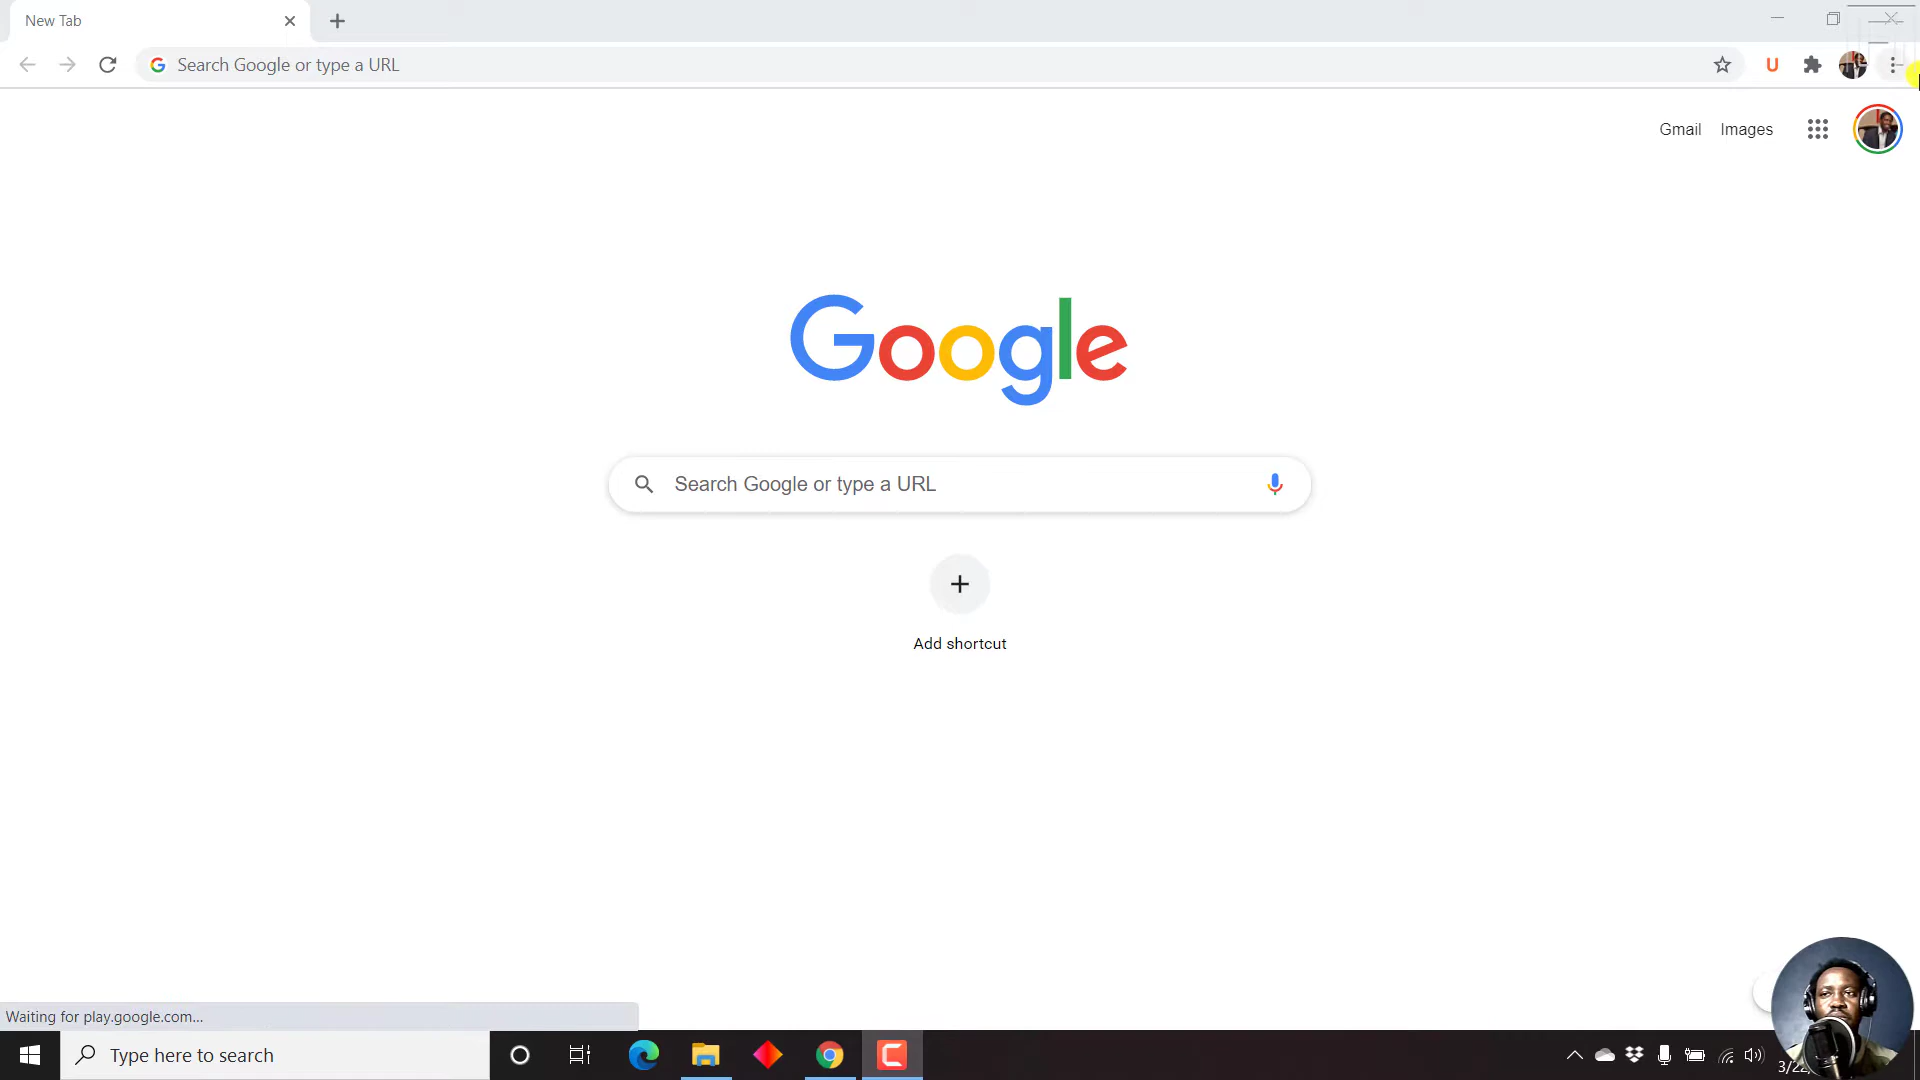 New Tab
Search Google or type a URL
U
Gmail Images
Google
Search Google or type a URL
Add shortcut
Waiting for play.google.com...
Type here to search